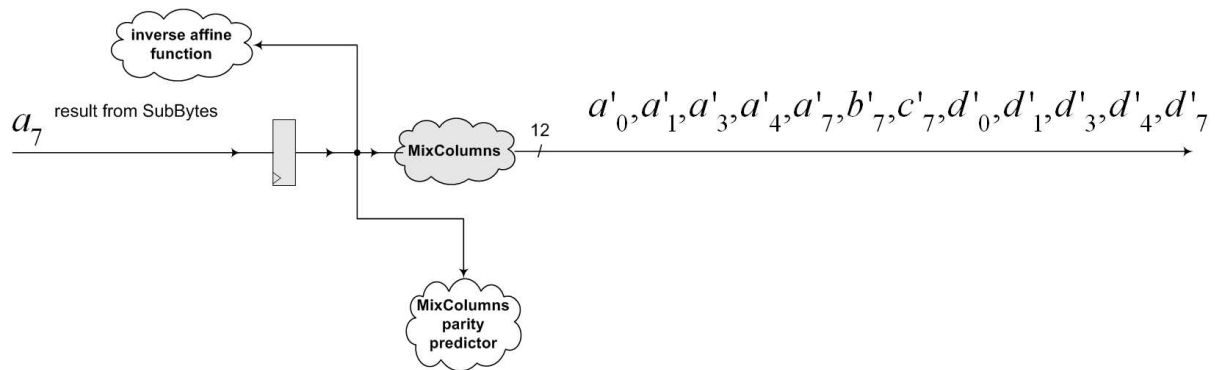 inverse affine
function
a₇ result from SubBytes
12
a'₀,a'₁,a'₃,a'₄,a'₇,b'₇,c'₇,d'₀,d'₁,d'₃,d'₄,d'₇
MixColumns
MixColumns
parity
predictor